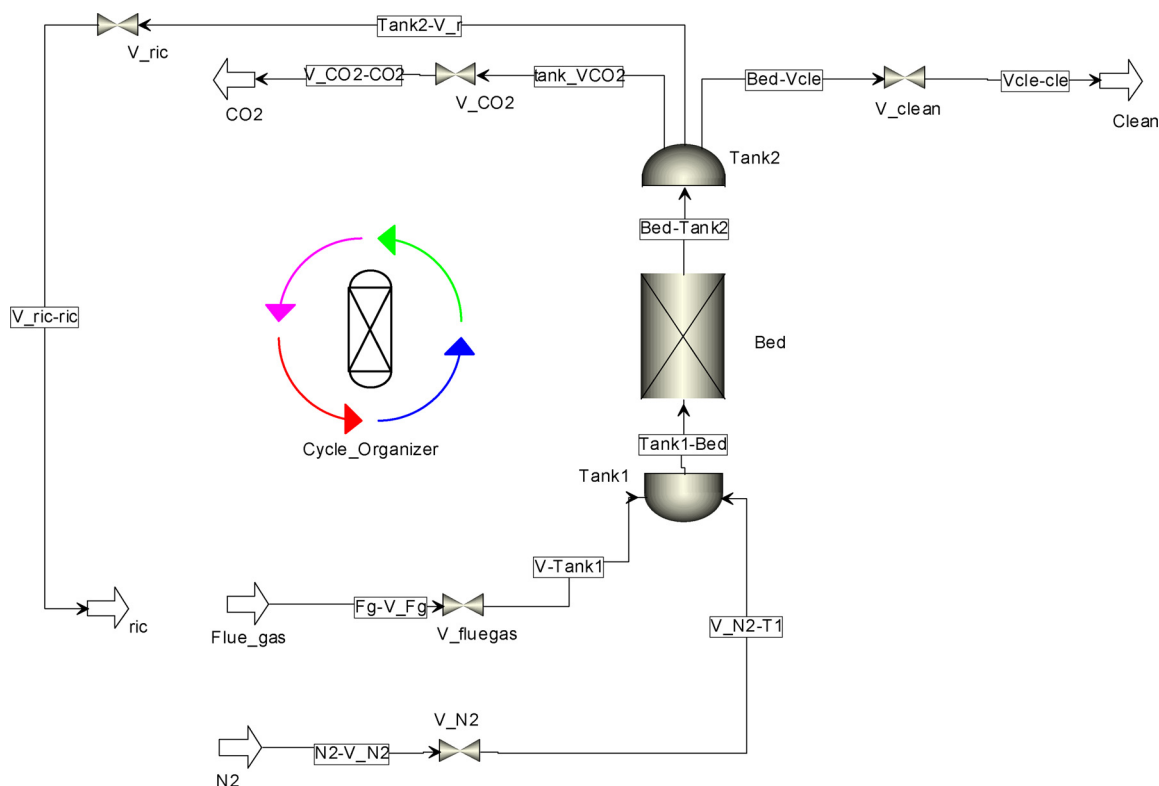 Tank2-V_r
V_ric
V_CO2-CO2
tank_VCO2
Bed-Vcle
Vcle-cle
CO2
V_CO2
V_clean
Clean
Tank2
Bed-Tank2
V_ric-ric
Bed
Cycle_Organizer
Tank1-Bed
Tank1
V-Tank1
Fg-V_Fg
ric
Flue_gas
V_fluegas
V_N2-T1
V_N2
N2-V_N2
N2